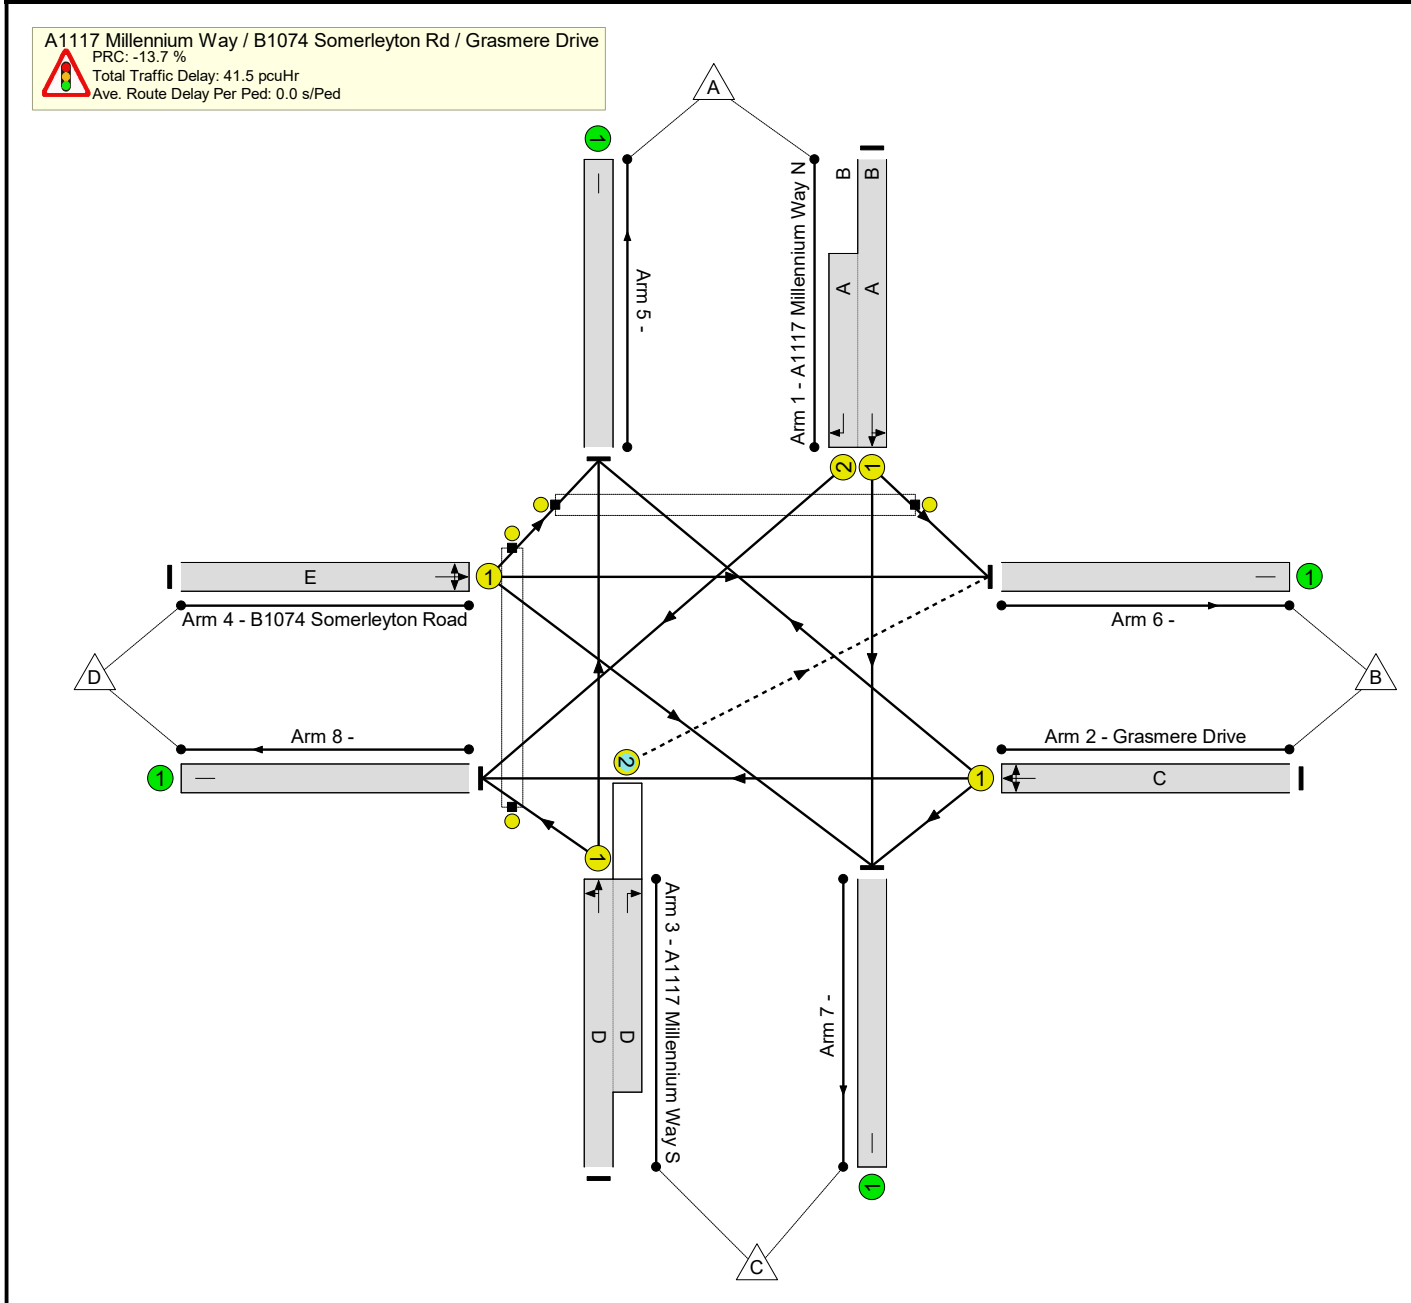 A1117 Millennium Way / B1074 Somerleyton Rd / Grasmere Drive
PRC: -13.7 %
Total Traffic Delay: 41.5 pcuHr
Ave. Route Delay Per Ped: 0.0 s/Ped
A
1
Arm 5 -
Arm 1 - A1117 Millennium Way N
B
B
A
A
2
1
E
1
Arm 4 - B1074 Somerleyton Road
1
Arm 6 -
D
B
Arm 8 -
1
2
Arm 2 - Grasmere Drive
1
C
1
D
D
Arm 3 - A1117 Millennium Way S
Arm 7 -
1
C